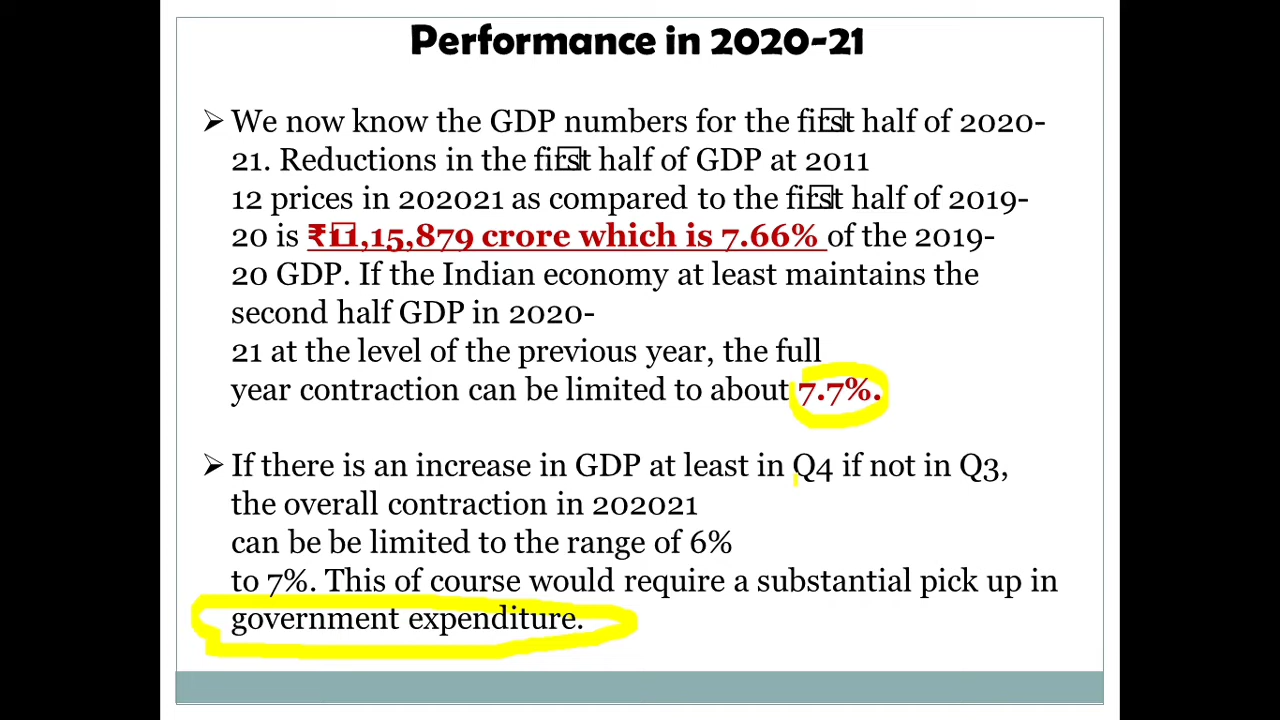 Performance in 2020-21
➢ We now know the GDP numbers for the first half of 2020-
21. Reductions in the first half of GDP at 2011
12 prices in 202021 as compared to the first half of 2019-
20 is ₹11,15,879 crore which is 7.66% of the 2019-
20 GDP. If the Indian economy at least maintains the
second half GDP in 2020-
21 at the level of the previous year, the full
year contraction can be limited to about 7.7%.
➢ If there is an increase in GDP at least in Q4 if not in Q3,
the overall contraction in 202021
can be be limited to the range of 6%
to 7%. This of course would require a substantial pick up in
government expenditure.